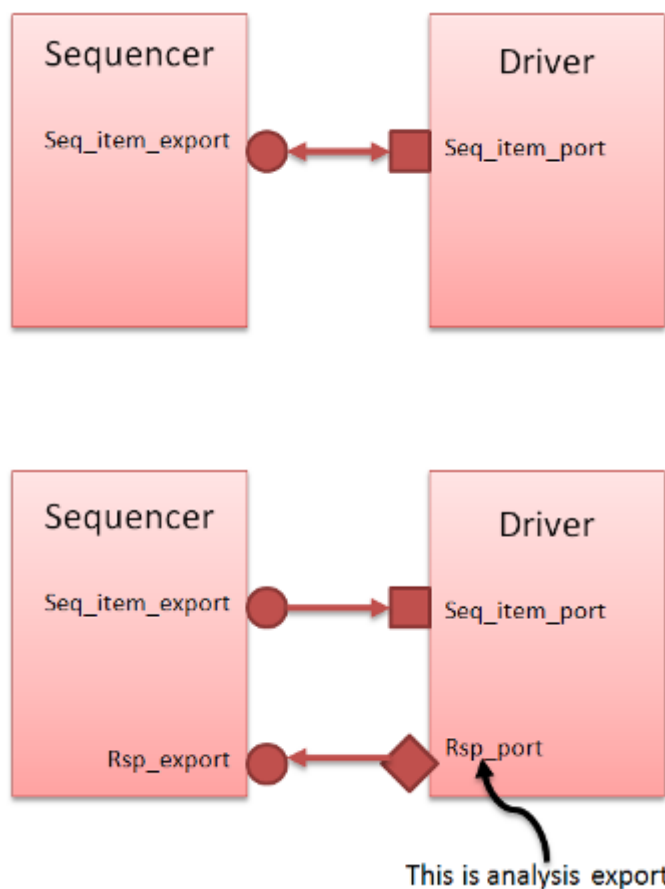 Sequencer
Driver
Seq_item_export
Seq_item_port
Sequencer
Driver
Seq_item_export
Seq_item_port
Rsp_export
Rsp_port
This is analysis export